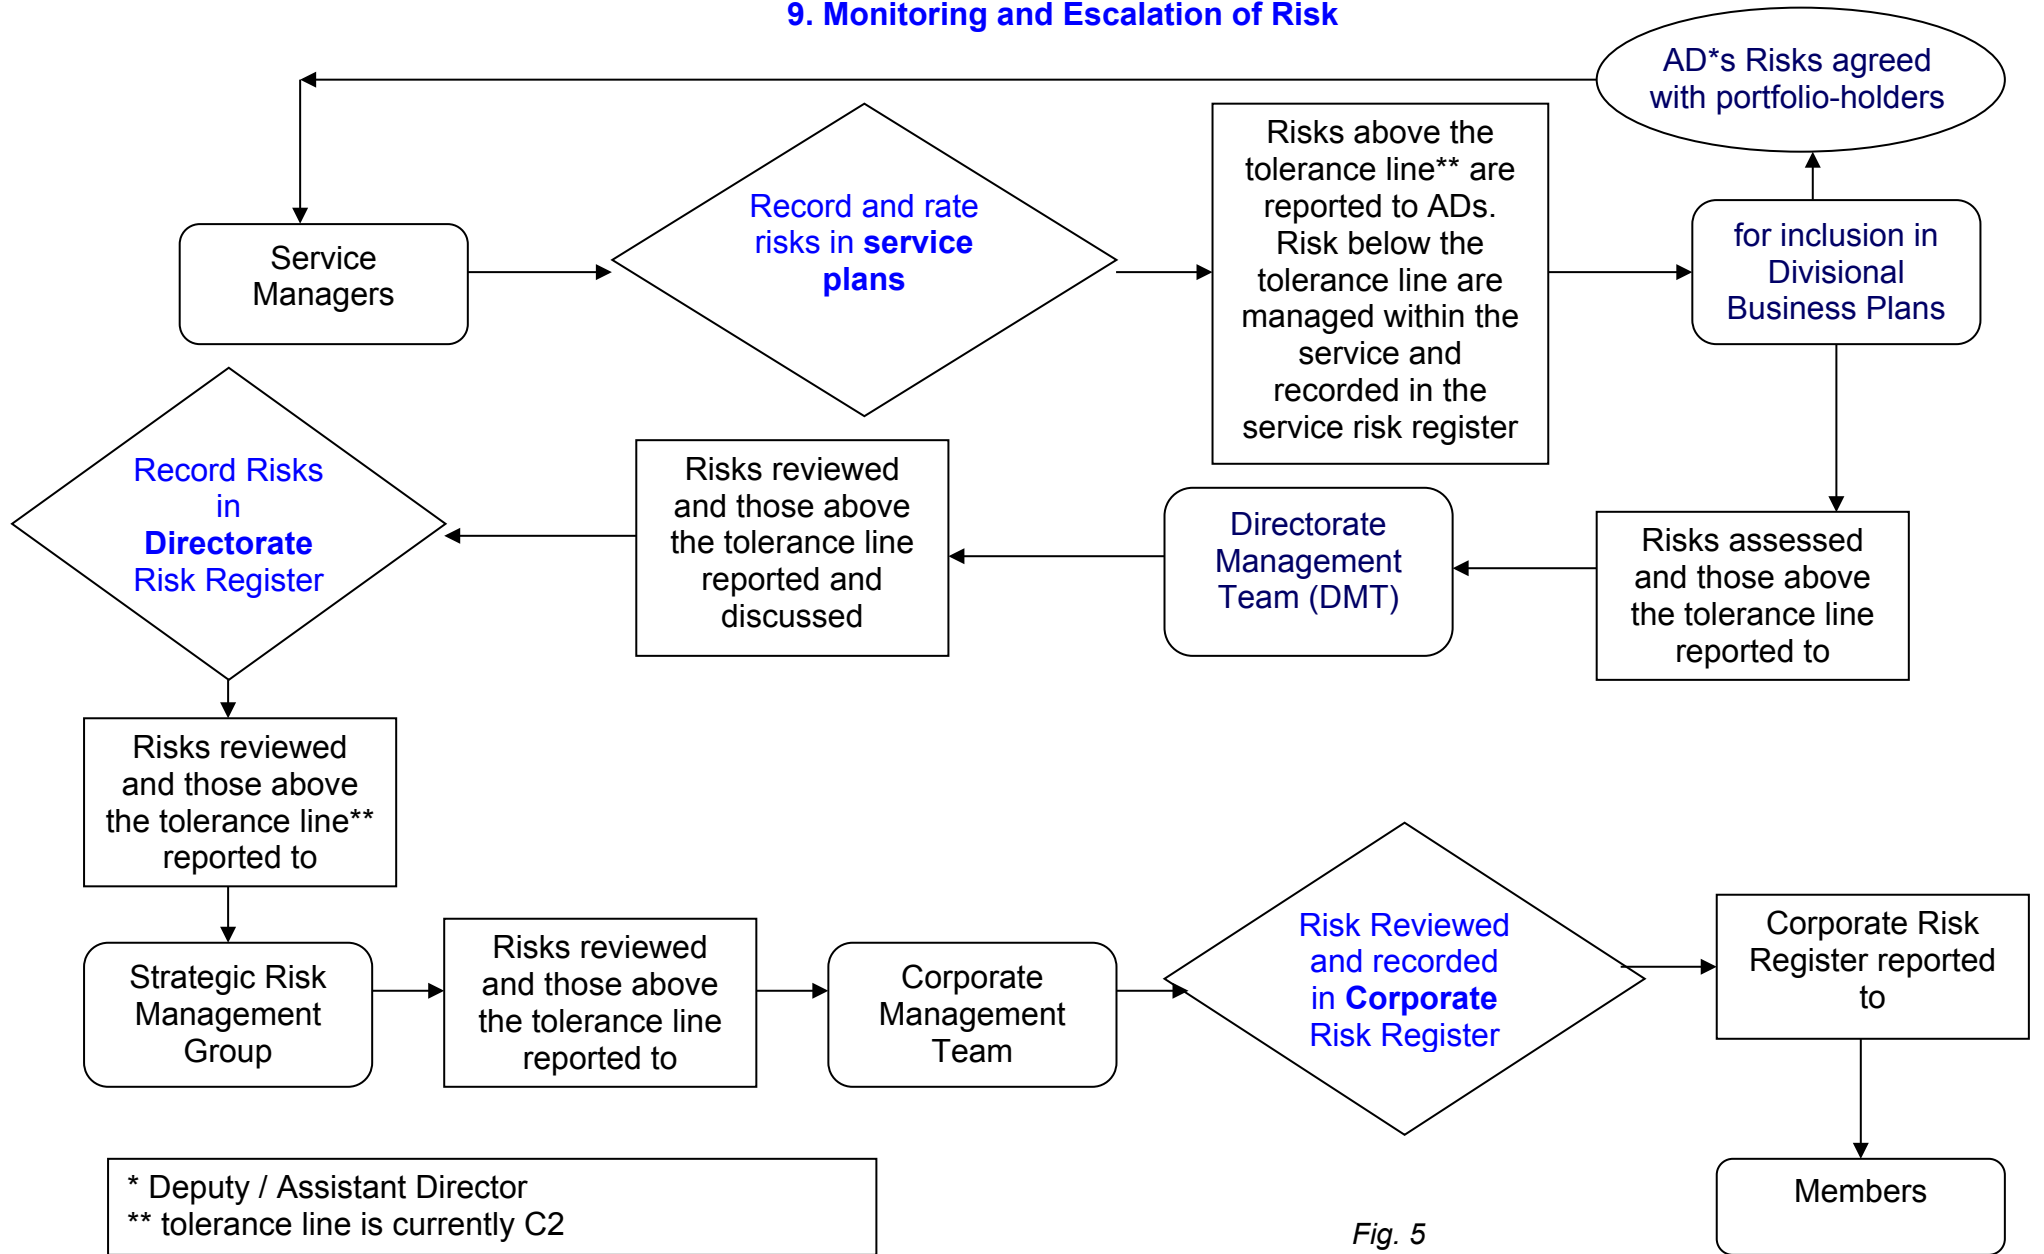 9. Monitoring and Escalation of Risk
AD*s Risks agreed
with portfolio-holders
Service
Managers
Record and rate
risks in service
plans
Risks above the
tolerance line** are
reported to ADs.
Risk below the
tolerance line are
managed within the
service and
recorded in the
service risk register
for inclusion in
Divisional
Business Plans
Risks assessed
and those above
the tolerance line
reported to
Directorate
Management
Team (DMT)
Risks reviewed
and those above
the tolerance line
reported and
discussed
Record Risks
in
Directorate
Risk Register
Risks reviewed
and those above
the tolerance line**
reported to
Strategic Risk
Management
Group
Risks reviewed
and those above
the tolerance line
reported to
Corporate
Management
Team
Risk Reviewed
and recorded
in Corporate
Risk Register
Corporate Risk
Register reported
to
Members
* Deputy / Assistant Director
** tolerance line is currently C2
Fig. 5